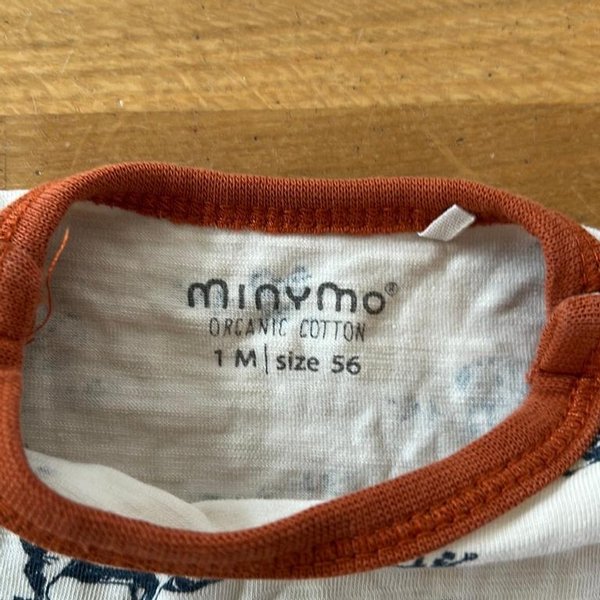 minymo®
ORGANIC COTTON
1 M | size 56